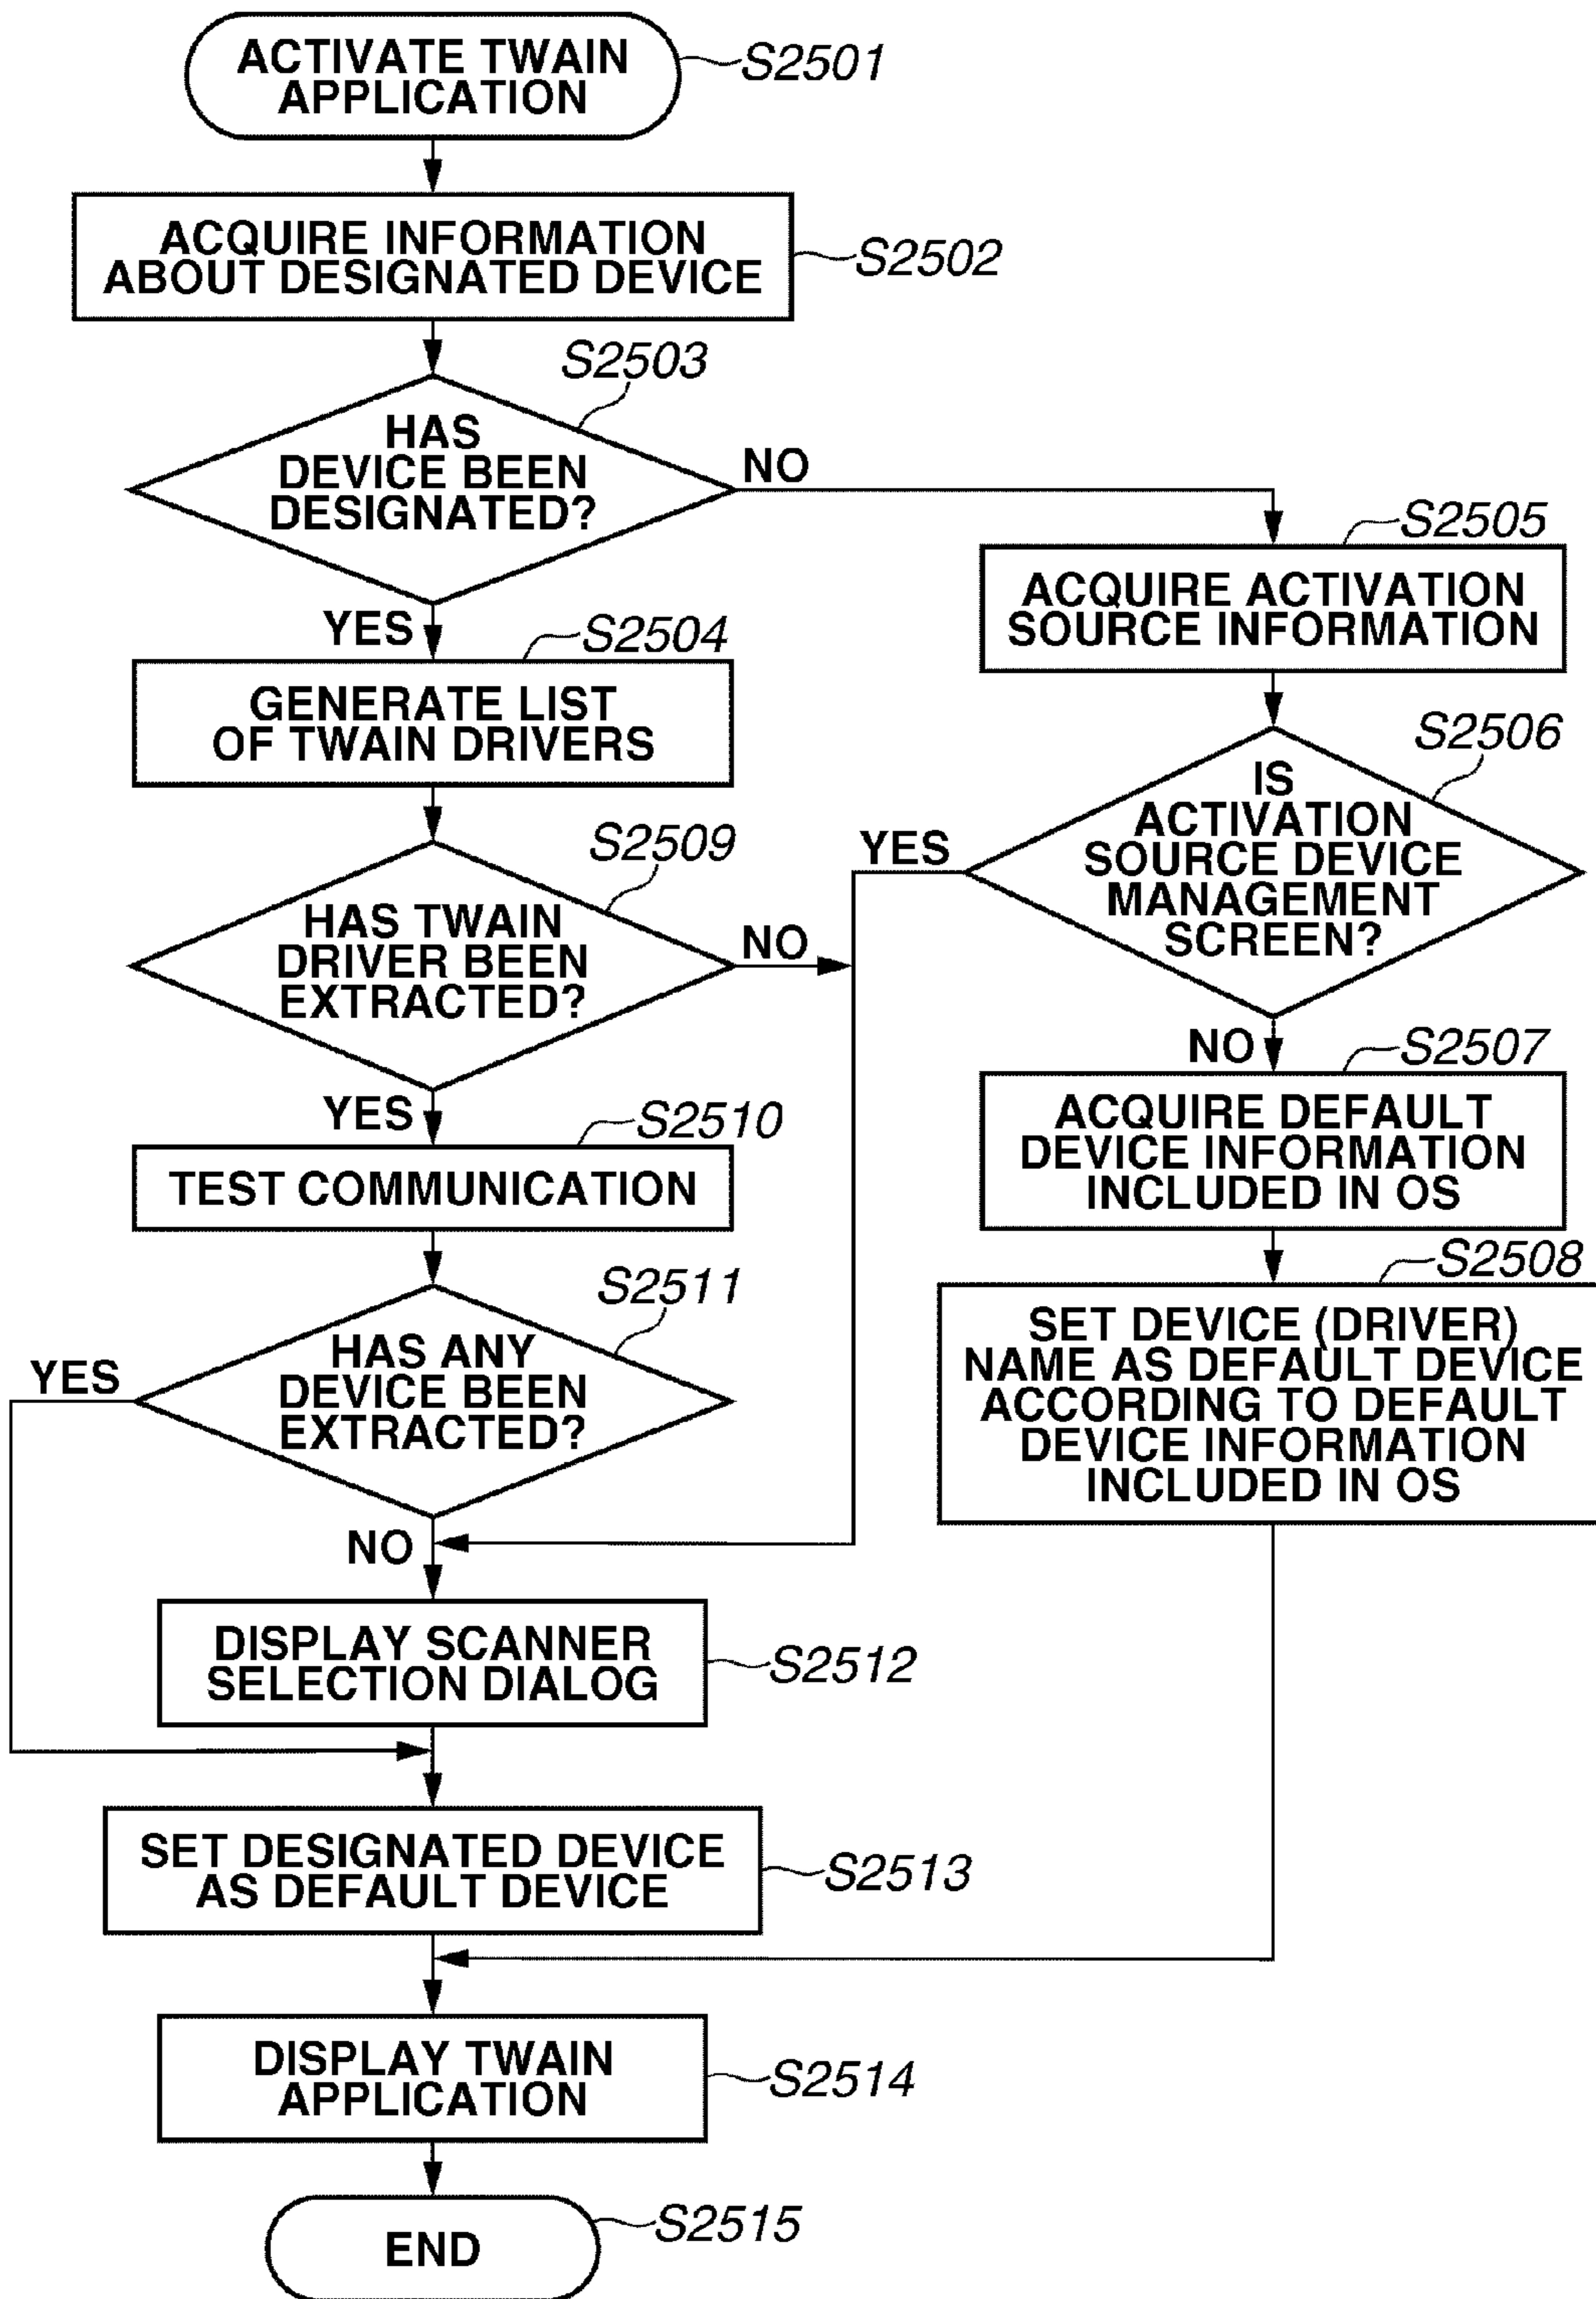 ACTIVATE TWAIN
APPLICATION
S2501
ACQUIRE INFORMATION
ABOUT DESIGNATED DEVICE
S2502
S2503
HAS
DEVICE BEEN
DESIGNATED?
NO
YES
S2504
GENERATE LIST
OF TWAIN DRIVERS
S2505
ACQUIRE ACTIVATION
SOURCE INFORMATION
S2506
IS
ACTIVATION
SOURCE DEVICE
MANAGEMENT
SCREEN?
YES
NO
S2507
ACQUIRE DEFAULT
DEVICE INFORMATION
INCLUDED IN OS
S2508
SET DEVICE (DRIVER)
NAME AS DEFAULT DEVICE
ACCORDING TO DEFAULT
DEVICE INFORMATION
INCLUDED IN OS
S2509
HAS TWAIN
DRIVER BEEN
EXTRACTED?
NO
YES
S2510
TEST COMMUNICATION
S2511
HAS ANY
DEVICE BEEN
EXTRACTED?
YES
NO
DISPLAY SCANNER
SELECTION DIALOG
S2512
SET DESIGNATED DEVICE
AS DEFAULT DEVICE
S2513
DISPLAY TWAIN
APPLICATION
S2514
END
S2515